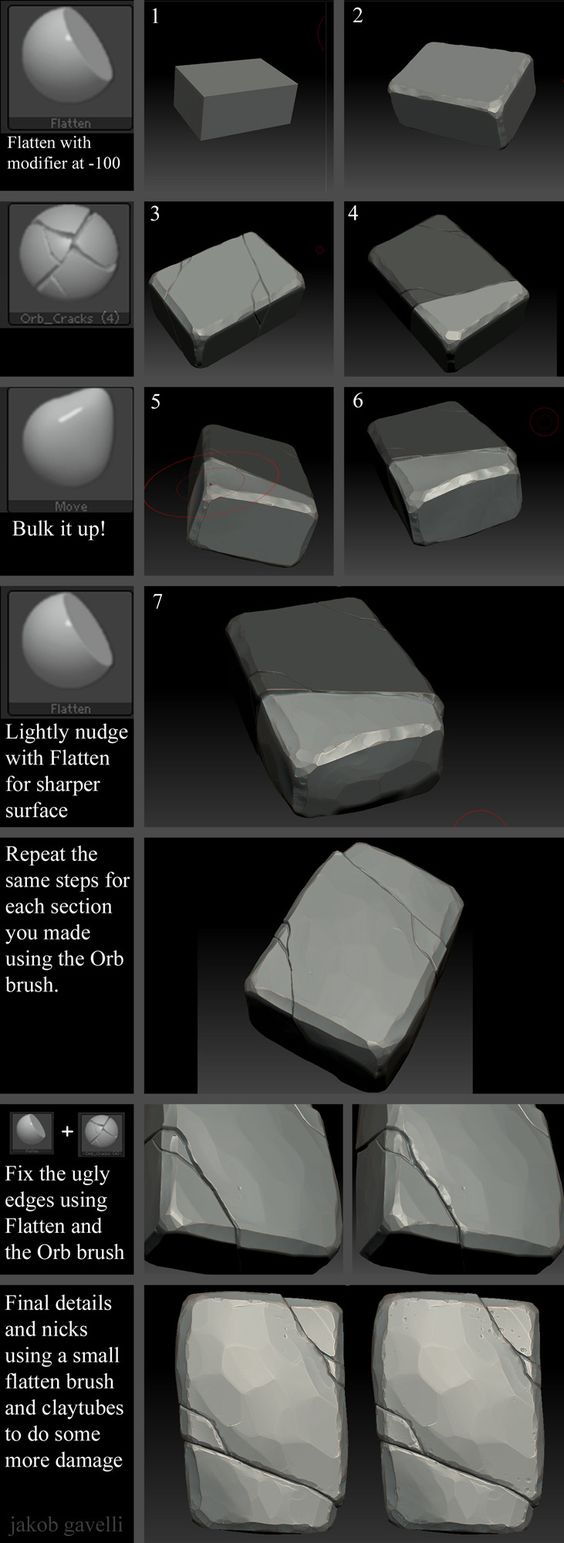 1
2
Flatten
Flatten with
modifier at -100
3
4
Orb_Cracks (4)
5
6
Move
Bulk it up!
7
Flatten
Lightly nudge
with Flatten
for sharper
surface
Repeat the
same steps for
each section
you made
using the Orb
brush.
+
Fix the ugly
edges using
Flatten and
the Orb brush
Final details
and nicks
using a small
flatten brush
and claytubes
to do some
more damage
jakob gavelli